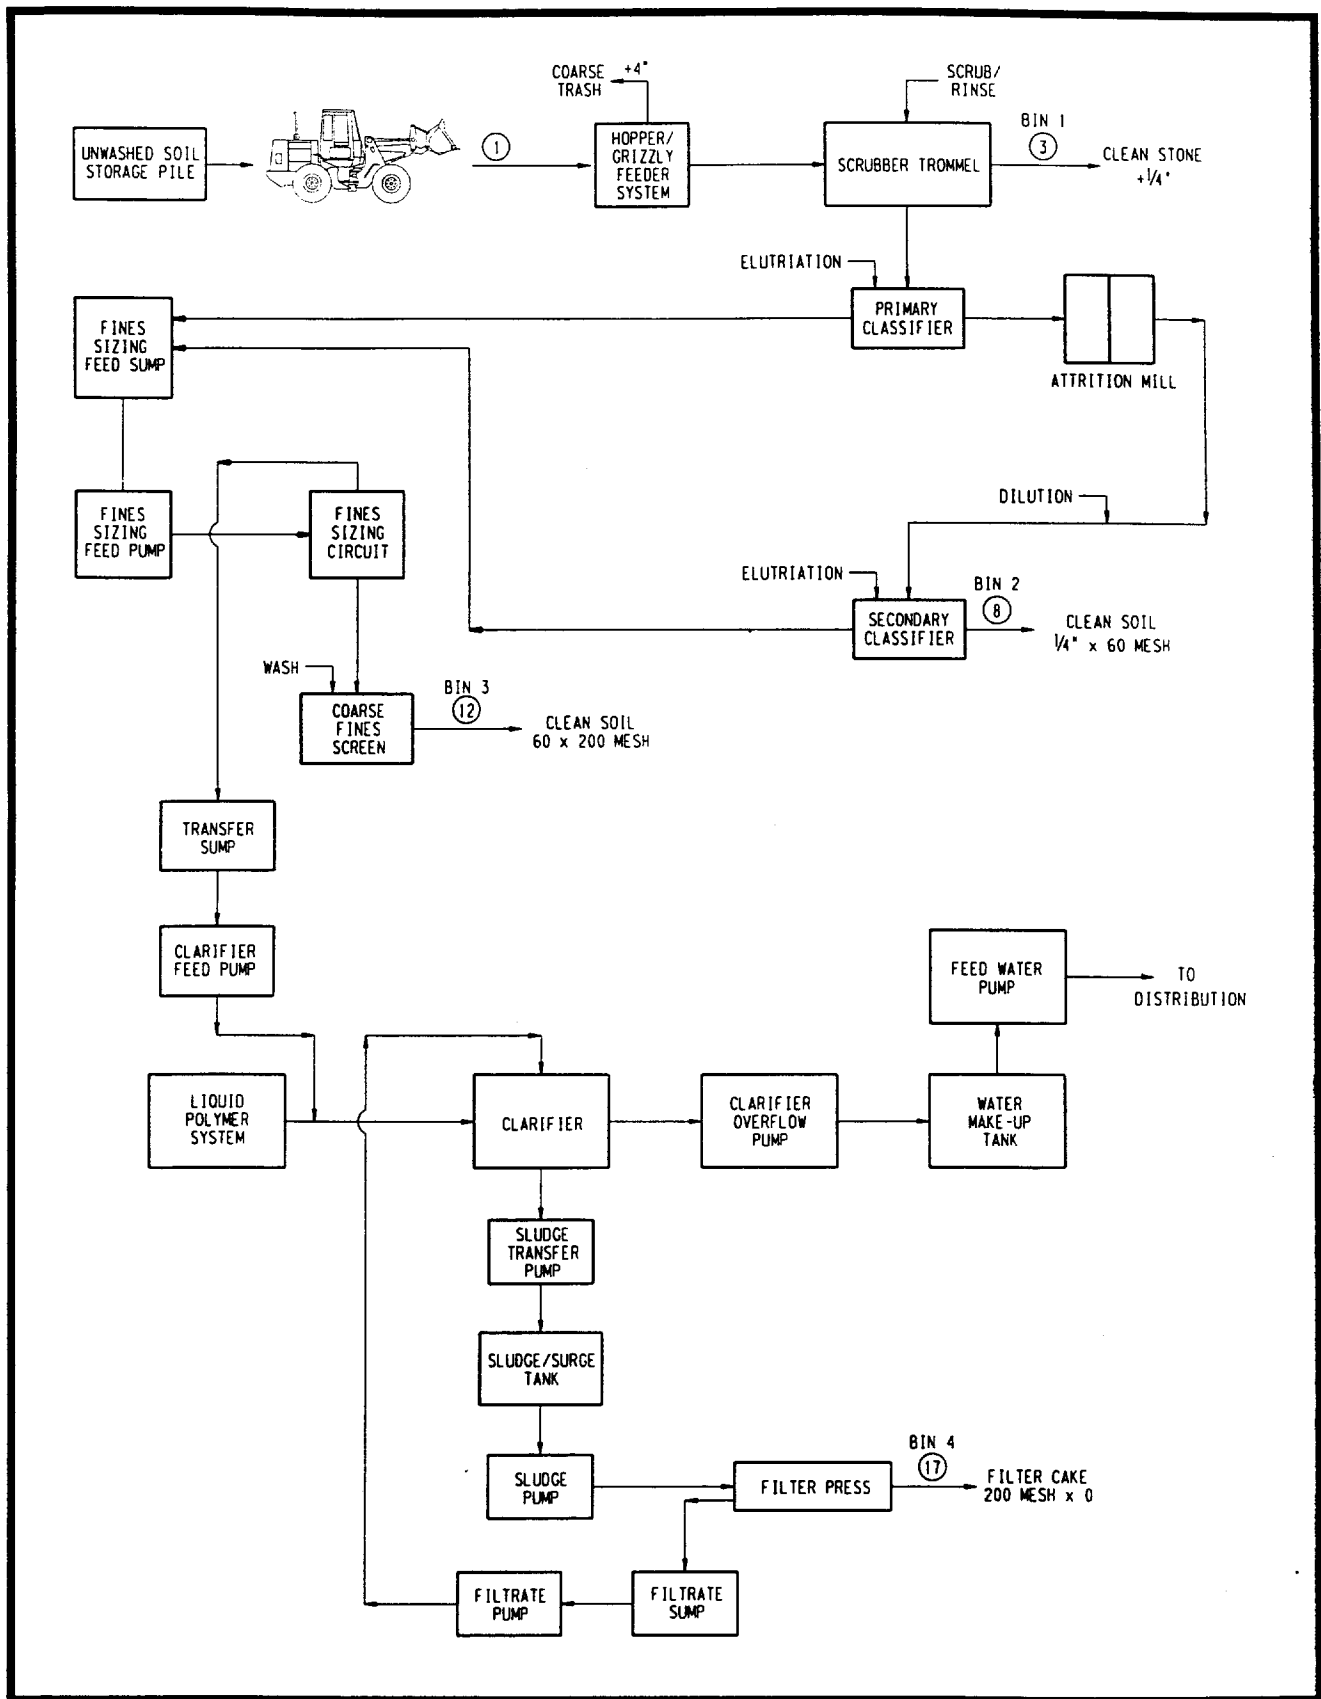 COARSE +4"
TRASH
SCRUB/
RINSE
UNWASHED SOIL
STORAGE PILE
1
HOPPER/
GRIZZLY
FEEDER
SYSTEM
SCRUBBER TROMMEL
BIN 1
3
CLEAN STONE
+1/4"
ELUTRIATION
FINES
SIZING
FEED SUMP
PRIMARY
CLASSIFIER
ATTRITION MILL
FINES
SIZING
FEED PUMP
FINES
SIZING
CIRCUIT
DILUTION
ELUTRIATION
SECONDARY
CLASSIFIER
BIN 2
8
CLEAN SOIL
1/4" x 60 MESH
WASH
COARSE
FINES
SCREEN
BIN 3
12
CLEAN SOIL
60 x 200 MESH
TRANSFER
SUMP
CLARIFIER
FEED PUMP
FEED WATER
PUMP
TO
DISTRIBUTION
LIQUID
POLYMER
SYSTEM
CLARIFIER
CLARIFIER
OVERFLOW
PUMP
WATER
MAKE-UP
TANK
SLUDGE
TRANSFER
PUMP
SLUDGE/SURGE
TANK
SLUDGE
PUMP
FILTER PRESS
BIN 4
17
FILTER CAKE
200 MESH x 0
FILTRATE
PUMP
FILTRATE
SUMP